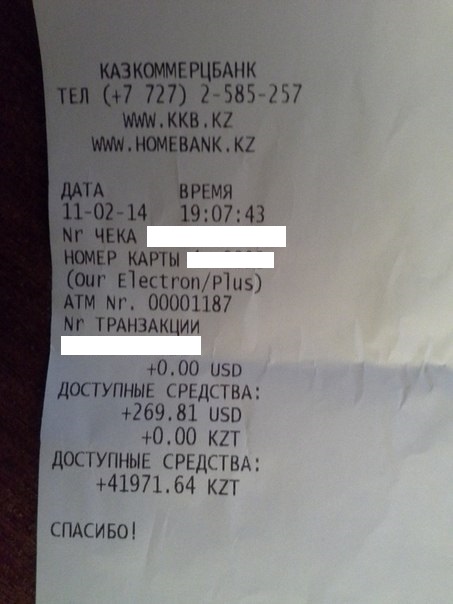 КАЗКОММЕРЦБАНК
ТЕЛ (+7 727) 2-585-257
WWW.KKB.KZ
WWW.HOMEBANK.KZ
ДАТА ВРЕМЯ
11-02-14 19:07:43
Nr ЧЕКА
НОМЕР КАРТЫ
(Our Electron/Plus)
ATM Nr. 00001187
Nr ТРАНЗАКЦИИ
+0.00 USD
ДОСТУПНЫЕ СРЕДСТВА:
+269.81 USD
+0.00 KZT
ДОСТУПНЫЕ СРЕДСТВА:
+41971.64 KZT
СПАСИБО!